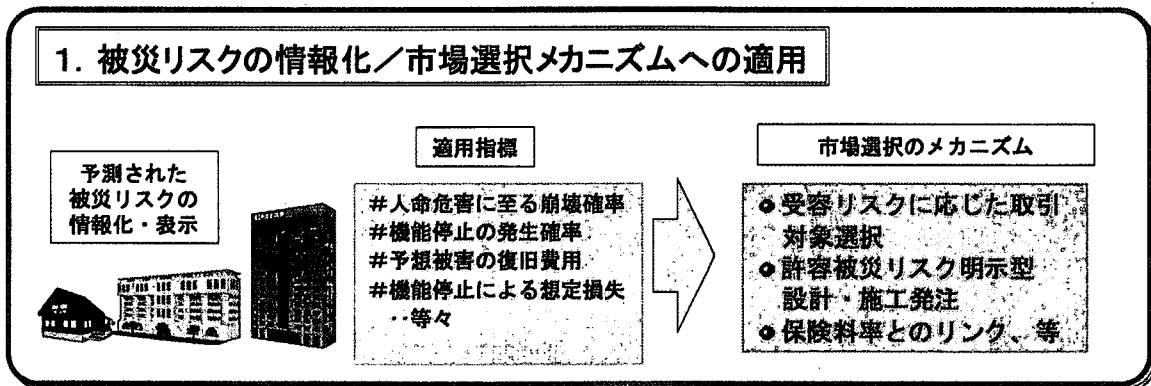 1. 被災リスクの情報化／市場選択メカニズムへの適用
予測された
被災リスクの
情報化・表示
適用指標
#人命危害に至る崩壊確率
#機能停止の発生確率
#予想被害の復旧費用
#機能停止による想定損失
‥等々
市場選択のメカニズム
●受容リスクに応じた取引
対象選択
●許容被災リスク明示型
設計・施工発注
●保険料率とのリンク、等